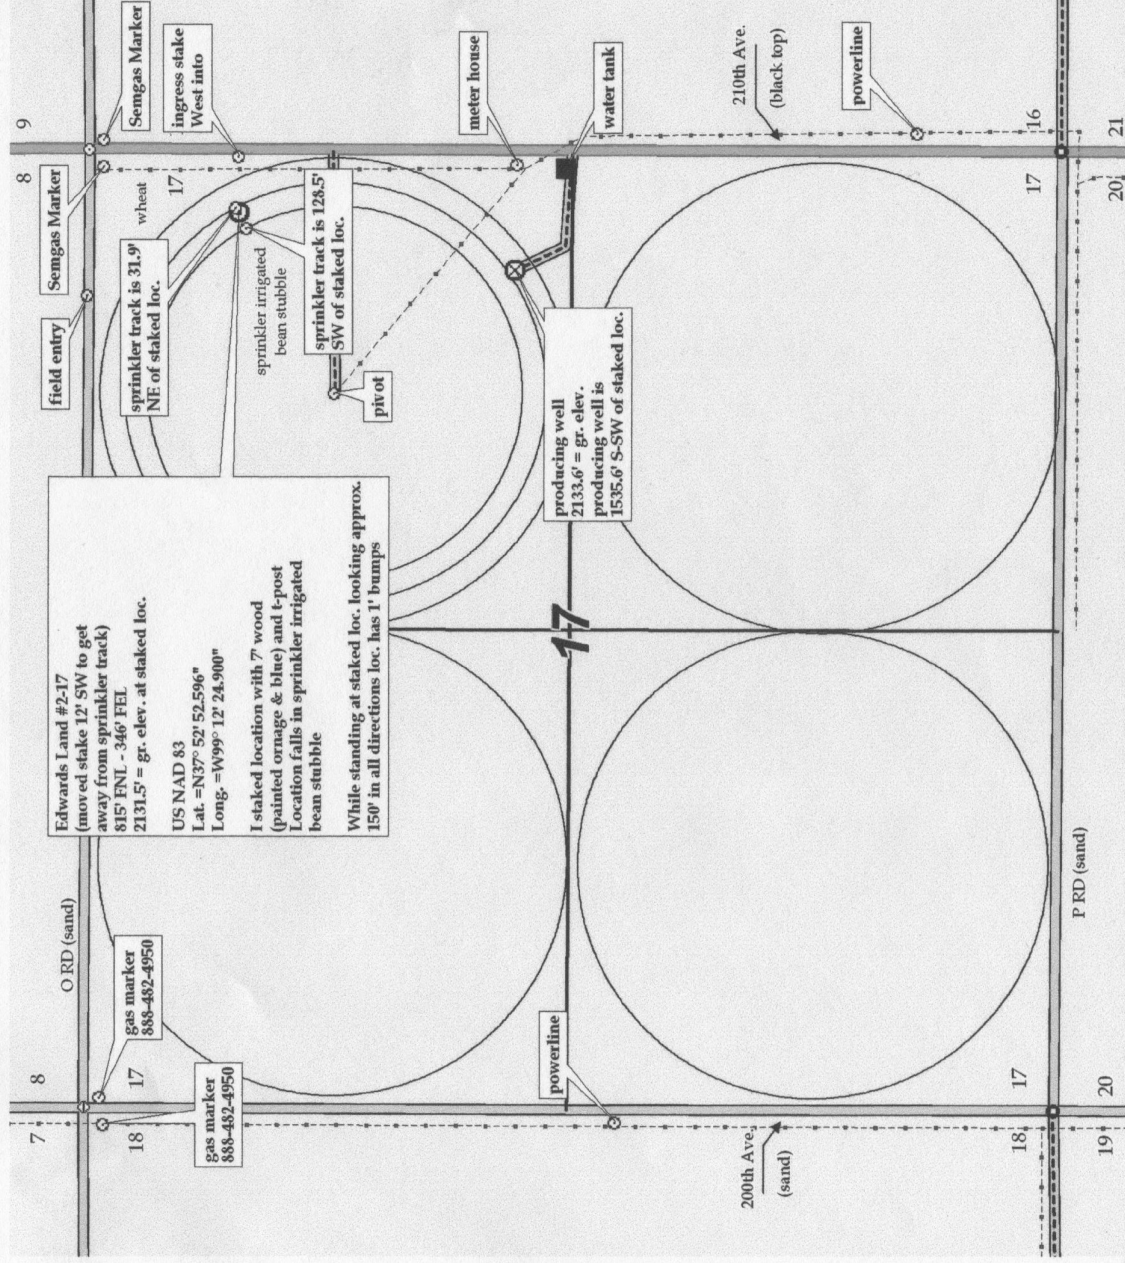 9
8
Semgas Marker
Semgas Marker
ingress stake
West into
17
wheat
field entry
sprinkler track is 31.9'
NE of staked loc.
sprinkler irrigated
bean stubble
sprinkler track is 128.5'
SW of staked loc.
pivot
meter house
water tank
210th Ave.
(black top)
powerline
16
21
17
20
producing well
2133.6' = gr. elev.
producing well is
1535.6' S-SW of staked loc.
Edwards Land #2-17
(moved stake 12' SW to get
away from sprinkler track)
815' FNL - 346' FEL
2131.5' = gr. elev. at staked loc.
US NAD 83
Lat. =N37° 52' 52.596"
Long. =W99° 12' 24.900"
I staked location with 7' wood
(painted ornage & blue) and t-post
Location falls in sprinkler irrigated
bean stubble
While standing at staked loc. looking approx.
150' in all directions loc. has 1' bumps
17
O RD (sand)
gas marker
888-482-4950
gas marker
888-482-4950
7
8
18
17
powerline
200th Ave.
(sand)
P RD (sand)
17
18
20
19